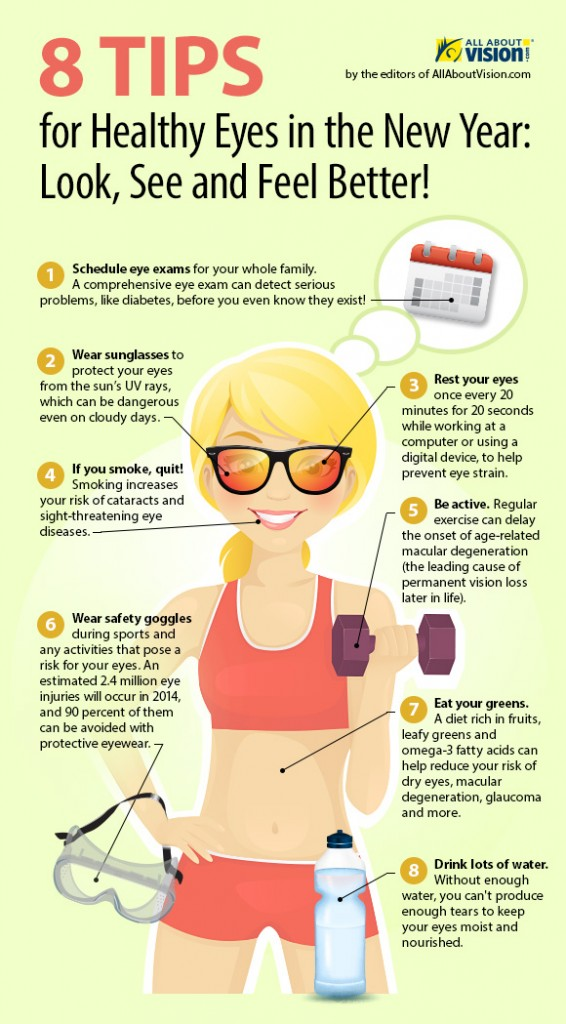 8 TIPS
ALL ABOUT
VISION
.com
by the editors of AllAboutVision.com
for Healthy Eyes in the New Year:
Look, See and Feel Better!
1 Schedule eye exams for your whole family.
A comprehensive eye exam can detect serious
problems, like diabetes, before you even know they exist!
2 Wear sunglasses to
protect your eyes
from the sun's UV rays,
which can be dangerous
even on cloudy days.
3 Rest your eyes
once every 20
minutes for 20 seconds
while working at a
computer or using a
digital device, to help
prevent eye strain.
4 If you smoke, quit!
Smoking increases
your risk of cataracts and
sight-threatening eye
diseases.
5 Be active. Regular
exercise can delay
the onset of age-related
macular degeneration
(the leading cause of
permanent vision loss
later in life).
6 Wear safety goggles
during sports and
any activities that pose a
risk for your eyes. An
estimated 2.4 million eye
injuries will occur in 2014,
and 90 percent of them
can be avoided with
protective eyewear.
7 Eat your greens.
A diet rich in fruits,
leafy greens and
omega-3 fatty acids can
help reduce your risk of
dry eyes, macular
degeneration, glaucoma
and more.
8 Drink lots of water.
Without enough
water, you can't produce
enough tears to keep
your eyes moist and
nourished.